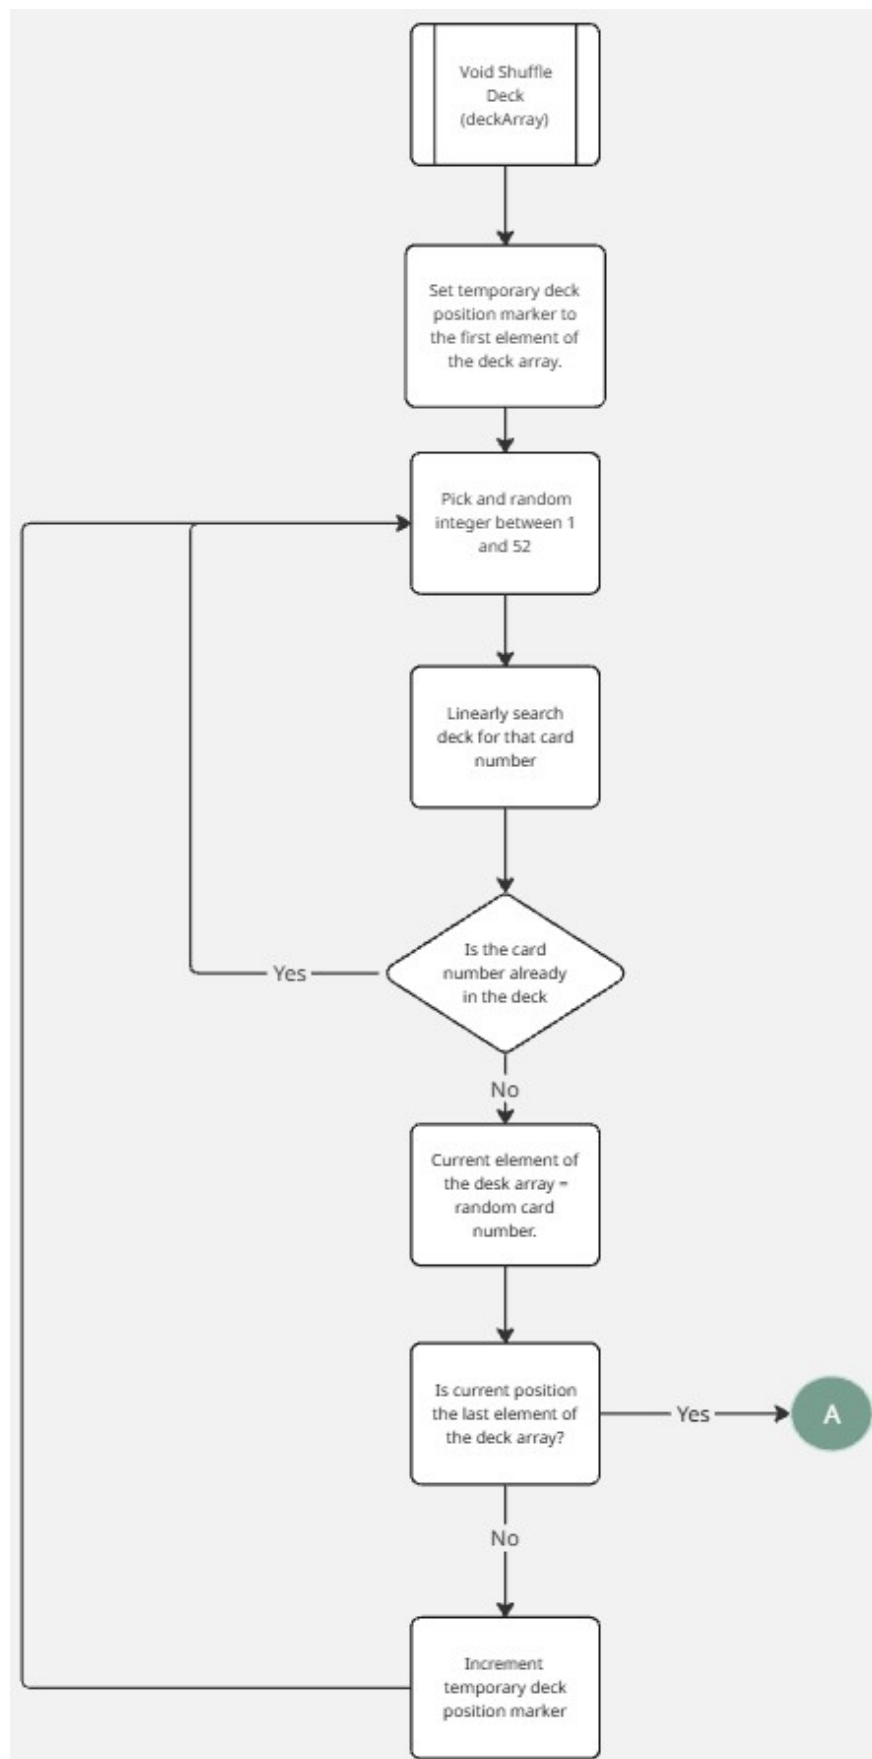 Void Shuffle
Deck
(deckArray)
Set temporary deck
position marker to
the first element of
the deck array.
Pick and random
integer between 1
and 52
Linearly search
deck for that card
number
Is the card
number already
in the deck
Yes
No
Current element of
the desk array =
random card
number.
Is current position
the last element of
the deck array?
Yes
A
No
Increment
temporary deck
position marker